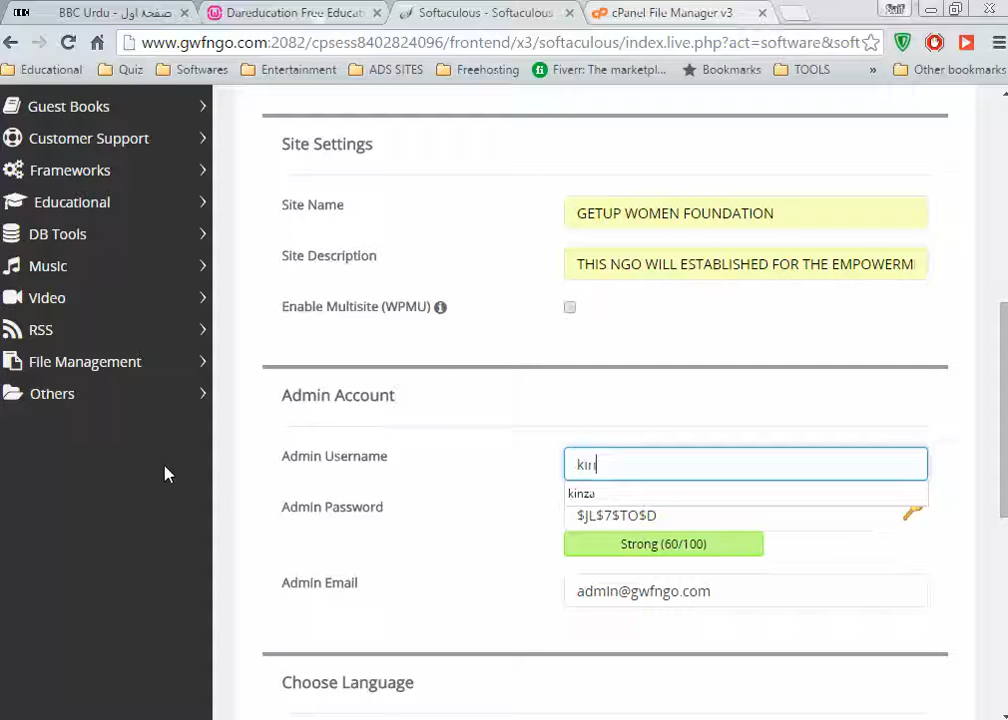 BBC Urdu - صفحۂ اول
Dareducation Free Educat
Softaculous - Softaculous
cPanel File Manager v3
www.gwfngo.com:2082/cpsess8402824096/frontend/x3/softaculous/index.live.php?act=software&soft
Educational
Quiz
Softwares
Entertainment
ADS SITES
Freehosting
Fiverr: The marketpl...
Bookmarks
TOOLS
»
Other bookmarks
Guest Books
Customer Support
Frameworks
Educational
DB Tools
Music
Video
RSS
File Management
Others
Site Settings
Site Name
GETUP WOMEN FOUNDATION
Site Description
THIS NGO WILL ESTABLISHED FOR THE EMPOWERM
Enable Multisite (WPMU)
Admin Account
Admin Username
kinza
Admin Password
$JL$7$TO$D
Strong (60/100)
Admin Email
admin@gwfngo.com
Choose Language